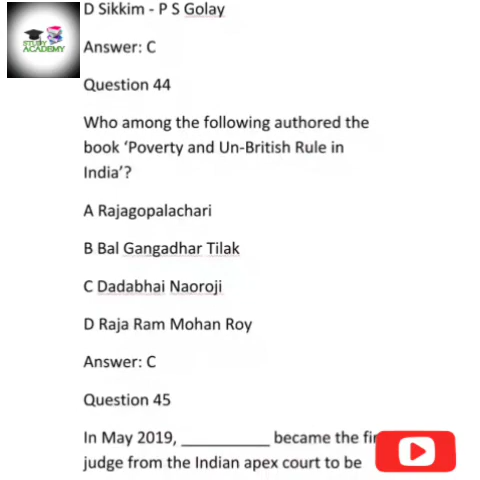 STUDY
ACADEMY
D Sikkim - P S Golay
Answer: C
Question 44
Who among the following authored the
book ‘Poverty and Un-British Rule in
India’?
A Rajagopalachari
B Bal Gangadhar Tilak
C Dadabhai Naoroji
D Raja Ram Mohan Roy
Answer: C
Question 45
In May 2019, __________ became the
judge from the Indian apex court to be